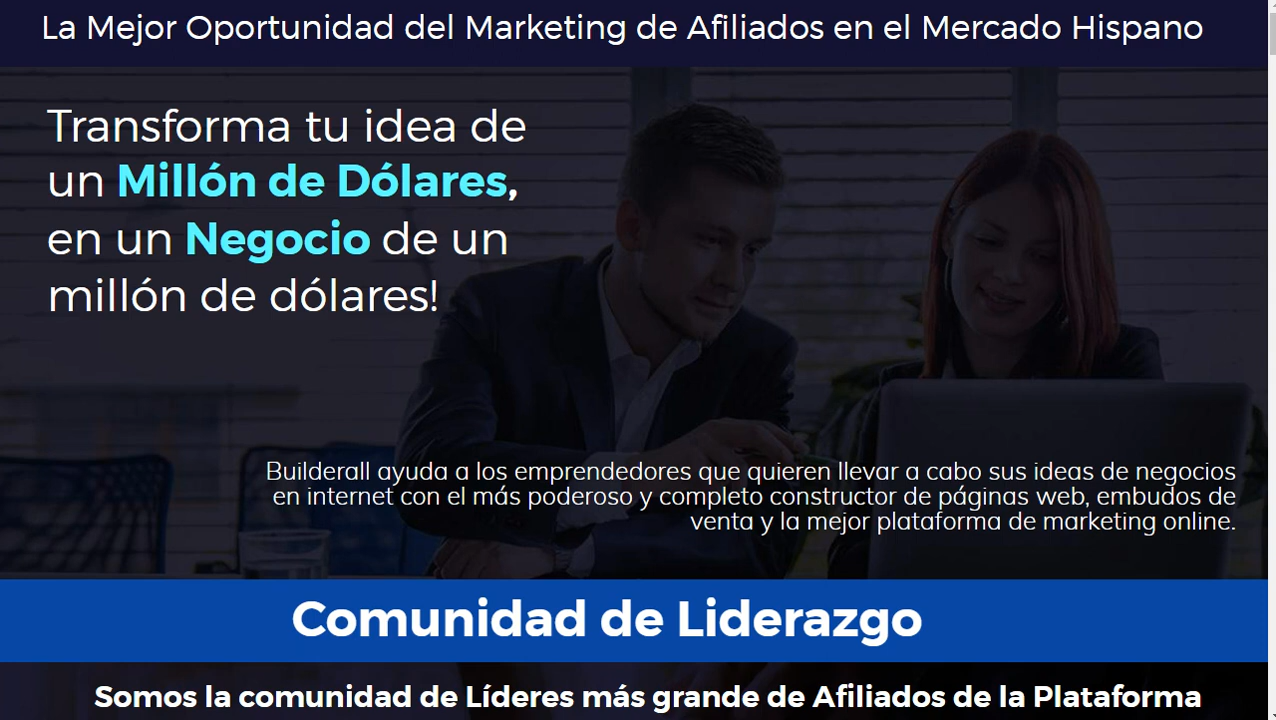 La Mejor Oportunidad del Marketing de Afiliados en el Mercado Hispano
Transforma tu idea de
un Millón de Dólares,
en un Negocio de un
millón de dólares!
Builderall ayuda a los emprendedores que quieren llevar a cabo sus ideas de negocios
en internet con el más poderoso y completo constructor de páginas web, embudos de
venta y la mejor plataforma de marketing online.
Comunidad de Liderazgo
Somos la comunidad de Líderes más grande de Afiliados de la Plataforma